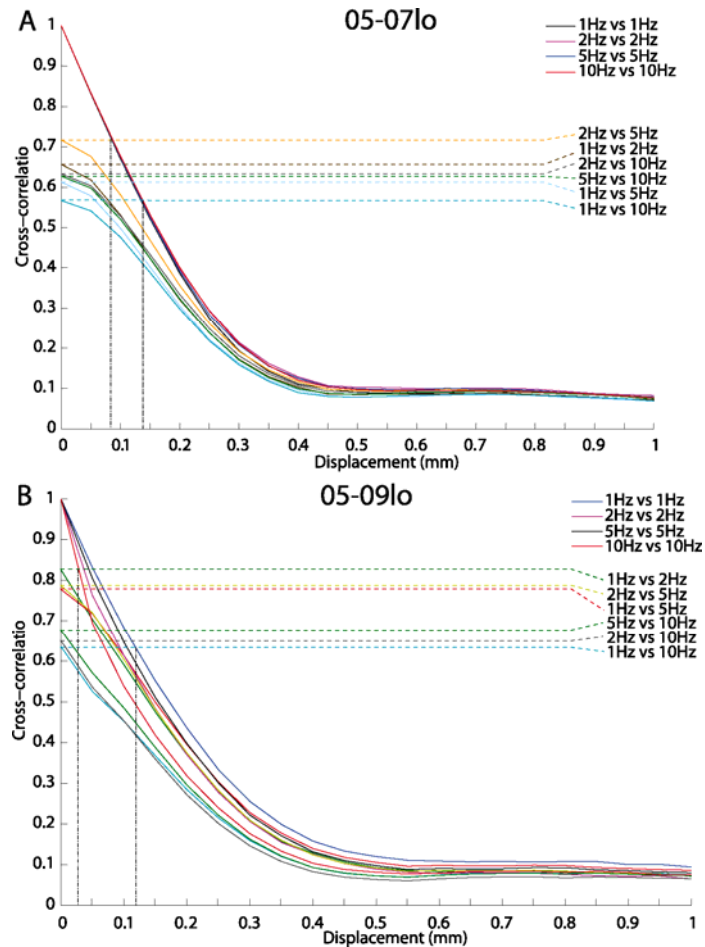 A
05-07lo
1Hz vs 1Hz
2Hz vs 2Hz
5Hz vs 5Hz
10Hz vs 10Hz
1
0.9
0.8
0.7
0.6
0.5
0.4
0.3
0.2
0.1
0
Cross-correlatio
2Hz vs 5Hz
1Hz vs 2Hz
2Hz vs 10Hz
5Hz vs 10Hz
1Hz vs 5Hz
1Hz vs 10Hz
0 0.1 0.2 0.3 0.4 0.5 0.6 0.7 0.8 0.9 1
Displacement (mm)
B
05-09lo
1Hz vs 1Hz
2Hz vs 2Hz
5Hz vs 5Hz
10Hz vs 10Hz
1
0.9
0.8
0.7
0.6
0.5
0.4
0.3
0.2
0.1
0
Cross-correlatio
1Hz vs 2Hz
2Hz vs 5Hz
1Hz vs 5Hz
5Hz vs 10Hz
2Hz vs 10Hz
1Hz vs 10Hz
0 0.1 0.2 0.3 0.4 0.5 0.6 0.7 0.8 0.9 1
Displacement (mm)